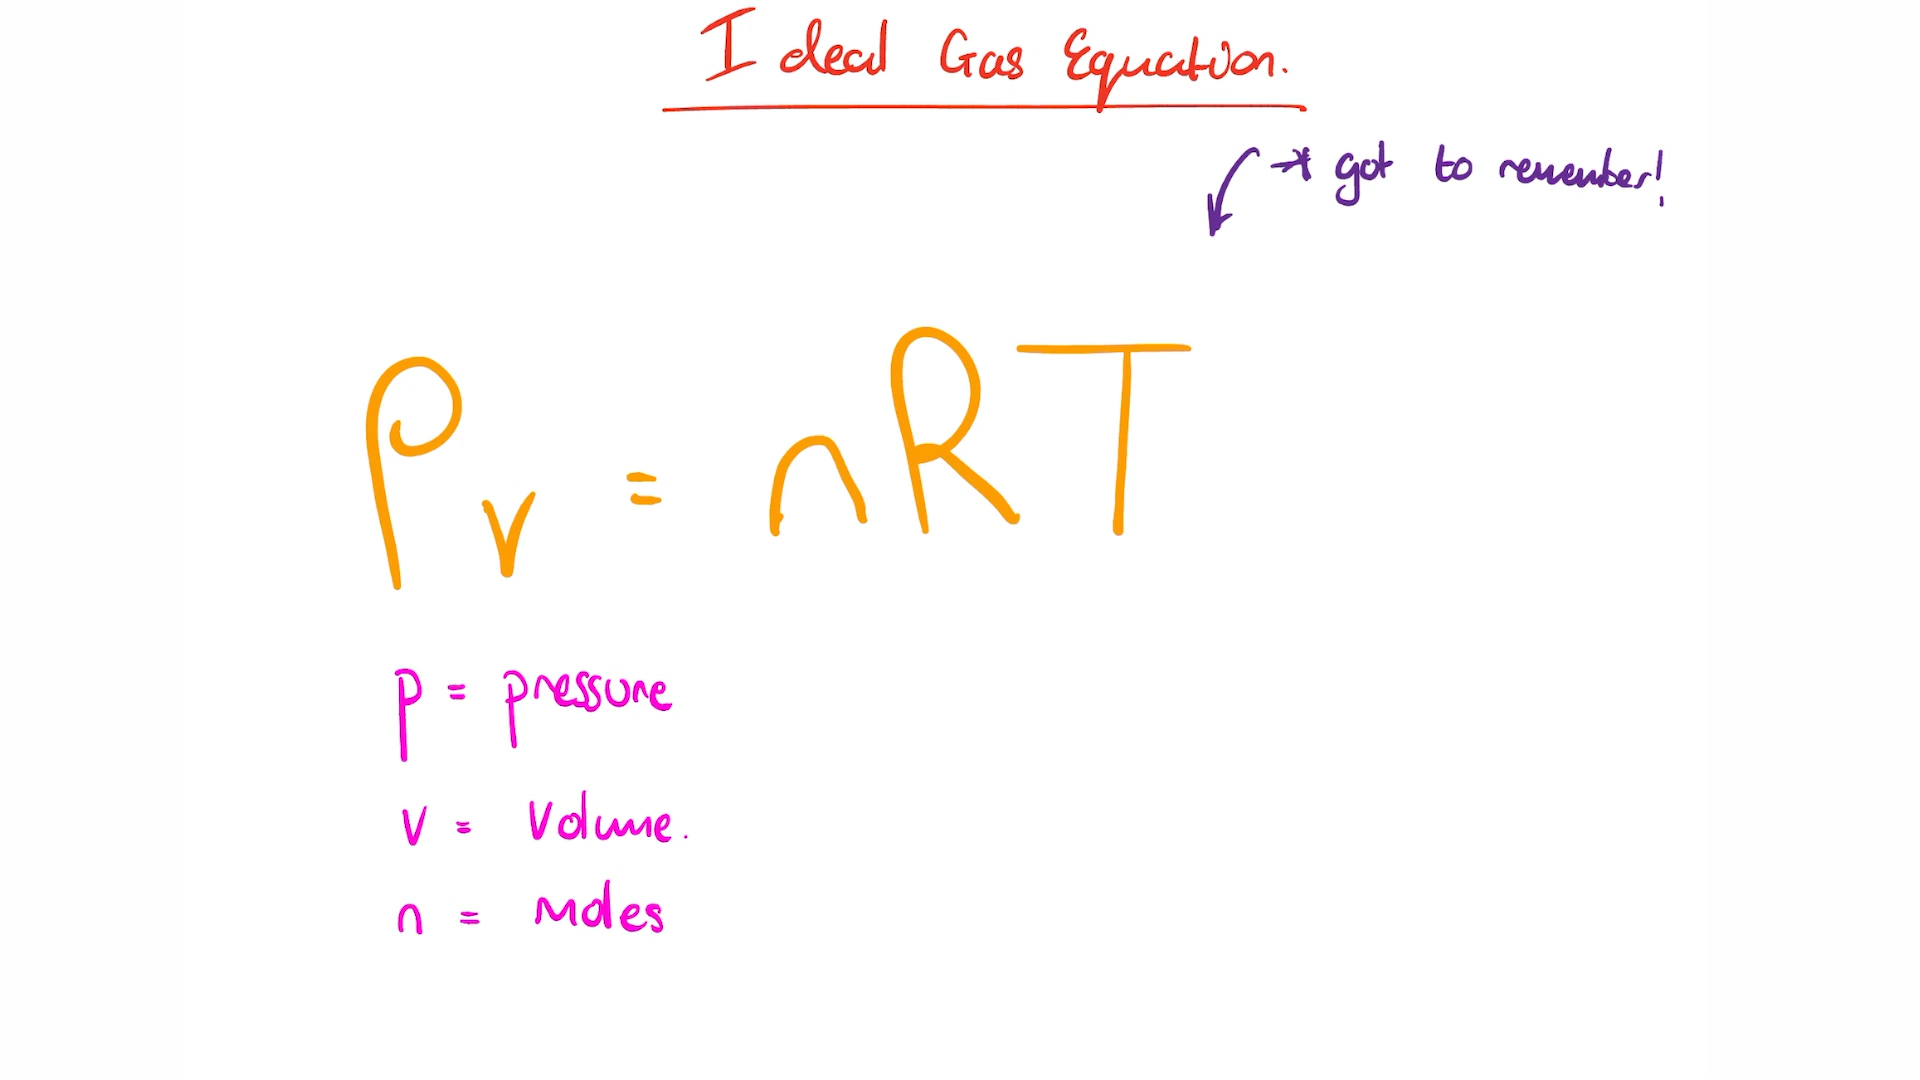 Ideal Gas Equation.
* got to remember!
Pv = nRT
p = pressure
v = Volume.
n = moles